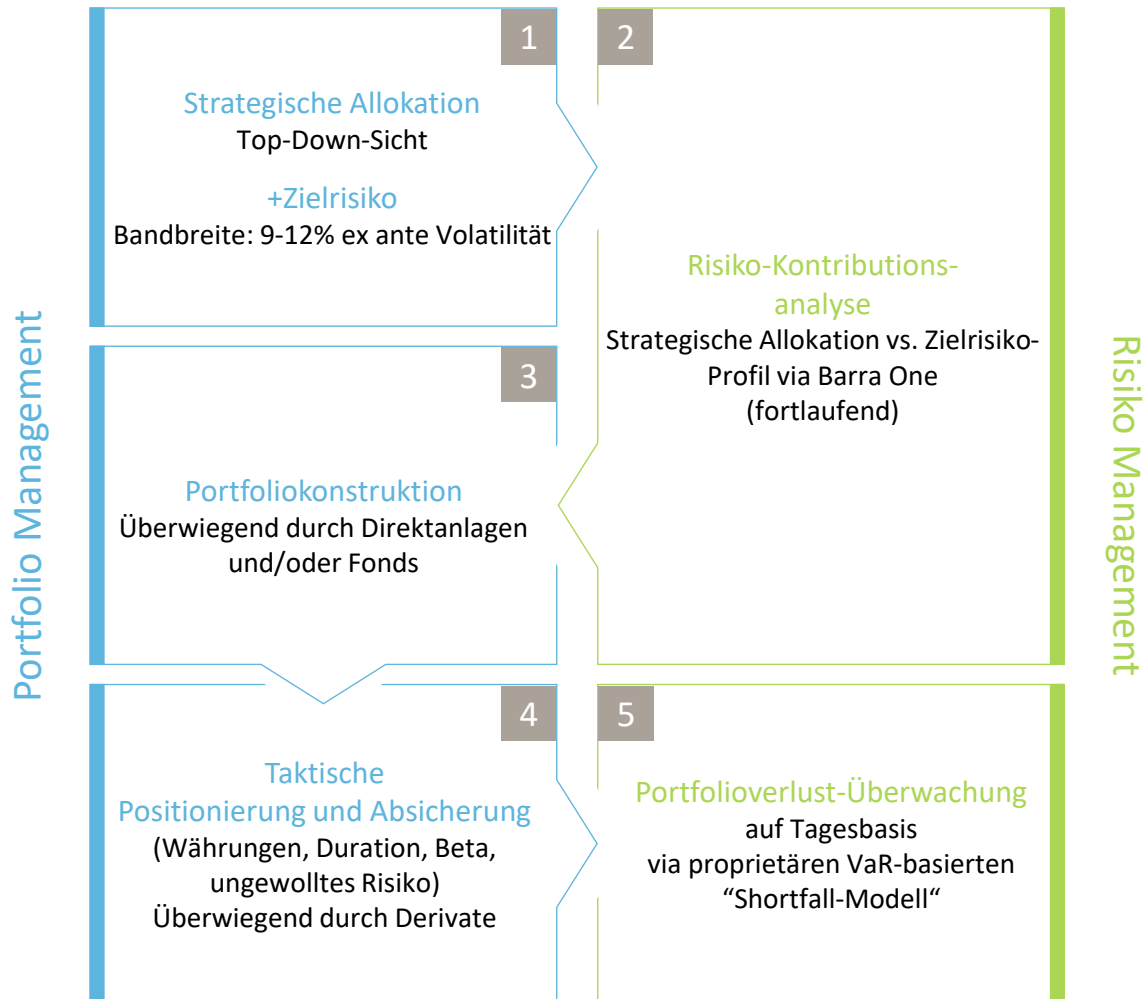 Portfolio Management
1
Strategische Allokation
Top-Down-Sicht
+Zielrisiko
Bandbreite: 9-12% ex ante Volatilität
2
Risiko-Kontributions-
analyse
Strategische Allokation vs. Zielrisiko-
Profil via Barra One
(fortlaufend)
3
Portfoliokonstruktion
Überwiegend durch Direktanlagen
und/oder Fonds
4
Taktische
Positionierung und Absicherung
(Währungen, Duration, Beta,
ungewolltes Risiko)
Überwiegend durch Derivate
5
Portfolioverlust-Überwachung
auf Tagesbasis
via proprietären VaR-basierten
“Shortfall-Modell“
Risiko Management